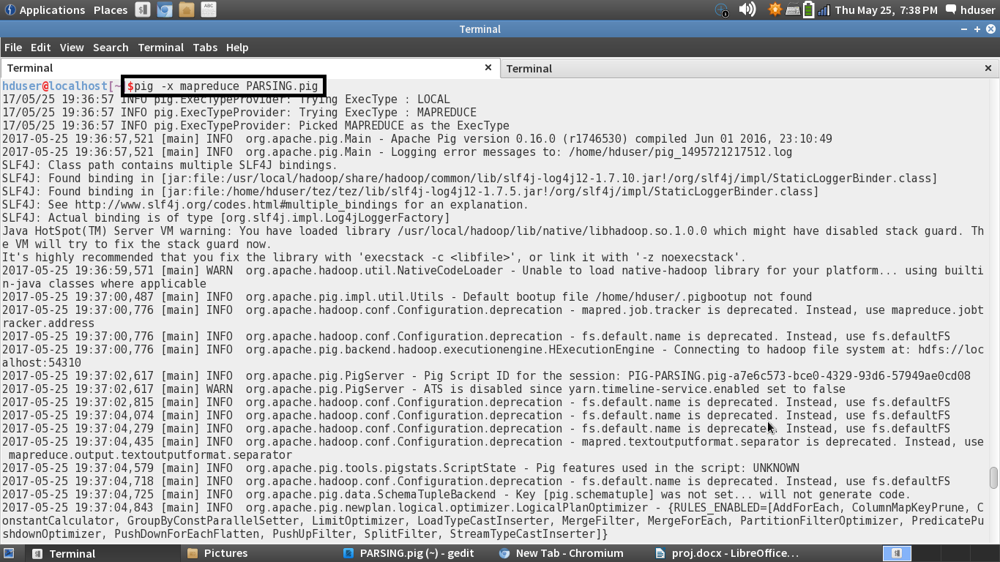 Applications Places Thu May 25, 7:38 PM hduser
Terminal
File Edit View Search Terminal Tabs Help
Terminal Terminal
hduser@localhost[~ $pig -x mapreduce PARSING.pig
17/05/25 19:36:57 INFO pig.ExecTypeProvider: Trying ExecType : LOCAL
17/05/25 19:36:57 INFO pig.ExecTypeProvider: Trying ExecType : MAPREDUCE
17/05/25 19:36:57 INFO pig.ExecTypeProvider: Picked MAPREDUCE as the ExecType
2017-05-25 19:36:57,521 [main] INFO  org.apache.pig.Main - Apache Pig version 0.16.0 (r1746530) compiled Jun 01 2016, 23:10:49
2017-05-25 19:36:57,521 [main] INFO  org.apache.pig.Main - Logging error messages to: /home/hduser/pig_1495721217512.log
SLF4J: Class path contains multiple SLF4J bindings.
SLF4J: Found binding in [jar:file:/usr/local/hadoop/share/hadoop/common/lib/slf4j-log4j12-1.7.10.jar!/org/slf4j/impl/StaticLoggerBinder.class]
SLF4J: Found binding in [jar:file:/home/hduser/tez/tez/lib/slf4j-log4j12-1.7.5.jar!/org/slf4j/impl/StaticLoggerBinder.class]
SLF4J: See http://www.slf4j.org/codes.html#multiple_bindings for an explanation.
SLF4J: Actual binding is of type [org.slf4j.impl.Log4jLoggerFactory]
Java HotSpot(TM) Server VM warning: You have loaded library /usr/local/hadoop/lib/native/libhadoop.so.1.0.0 which might have disabled stack guard. Th
e VM will try to fix the stack guard now.
It's highly recommended that you fix the library with 'execstack -c <libfile>', or link it with '-z noexecstack'.
2017-05-25 19:36:59,571 [main] WARN  org.apache.hadoop.util.NativeCodeLoader - Unable to load native-hadoop library for your platform... using builti
n-java classes where applicable
2017-05-25 19:37:00,487 [main] INFO  org.apache.pig.impl.util.Utils - Default bootup file /home/hduser/.pigbootup not found
2017-05-25 19:37:00,776 [main] INFO  org.apache.hadoop.conf.Configuration.deprecation - mapred.job.tracker is deprecated. Instead, use mapreduce.jobt
racker.address
2017-05-25 19:37:00,776 [main] INFO  org.apache.hadoop.conf.Configuration.deprecation - fs.default.name is deprecated. Instead, use fs.defaultFS
2017-05-25 19:37:00,776 [main] INFO  org.apache.pig.backend.hadoop.executionengine.HExecutionEngine - Connecting to hadoop file system at: hdfs://loc
alhost:54310
2017-05-25 19:37:02,617 [main] INFO  org.apache.pig.PigServer - Pig Script ID for the session: PIG-PARSING.pig-a7e6c573-bce0-4329-93d6-57949ae0cd08
2017-05-25 19:37:02,617 [main] WARN  org.apache.pig.PigServer - ATS is disabled since yarn.timeline-service.enabled set to false
2017-05-25 19:37:02,815 [main] INFO  org.apache.hadoop.conf.Configuration.deprecation - fs.default.name is deprecated. Instead, use fs.defaultFS
2017-05-25 19:37:04,074 [main] INFO  org.apache.hadoop.conf.Configuration.deprecation - fs.default.name is deprecated. Instead, use fs.defaultFS
2017-05-25 19:37:04,279 [main] INFO  org.apache.hadoop.conf.Configuration.deprecation - fs.default.name is deprecated. Instead, use fs.defaultFS
2017-05-25 19:37:04,435 [main] INFO  org.apache.hadoop.conf.Configuration.deprecation - mapred.textoutputformat.separator is deprecated. Instead, use
 mapreduce.output.textoutputformat.separator
2017-05-25 19:37:04,579 [main] INFO  org.apache.pig.tools.pigstats.ScriptState - Pig features used in the script: UNKNOWN
2017-05-25 19:37:04,718 [main] INFO  org.apache.hadoop.conf.Configuration.deprecation - fs.default.name is deprecated. Instead, use fs.defaultFS
2017-05-25 19:37:04,725 [main] INFO  org.apache.pig.data.SchemaTupleBackend - Key [pig.schematuple] was not set... will not generate code.
2017-05-25 19:37:04,843 [main] INFO  org.apache.pig.newplan.logical.optimizer.LogicalPlanOptimizer - {RULES_ENABLED=[AddForEach, ColumnMapKeyPrune, C
onstantCalculator, GroupByConstParallelSetter, LimitOptimizer, LoadTypeCastInserter, MergeFilter, MergeForEach, PartitionFilterOptimizer, PredicatePu
shdownOptimizer, PushDownForEachFlatten, PushUpFilter, SplitFilter, StreamTypeCastInserter]}
Terminal Pictures PARSING.pig (~) - gedit New Tab - Chromium proj.docx - LibreOffice...